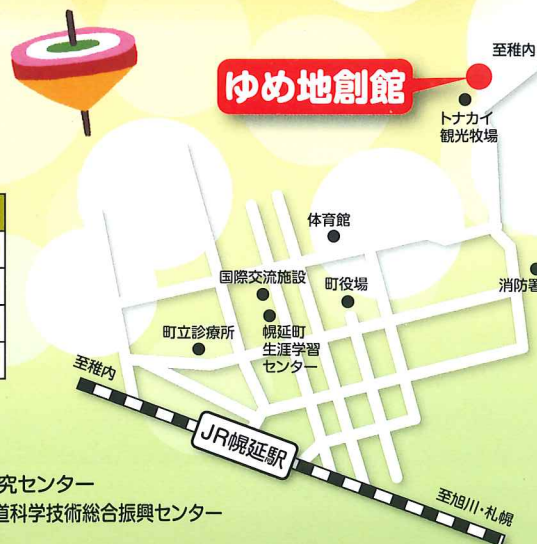 至稚内
ゆめ地創館
トナカイ
観光牧場
体育館
国際交流施設
町役場
消防署
町立診療所
幌延町
生涯学習
センター
至稚内
JR幌延駅
至旭川・札幌
究センター
道科学技術総合振興センター